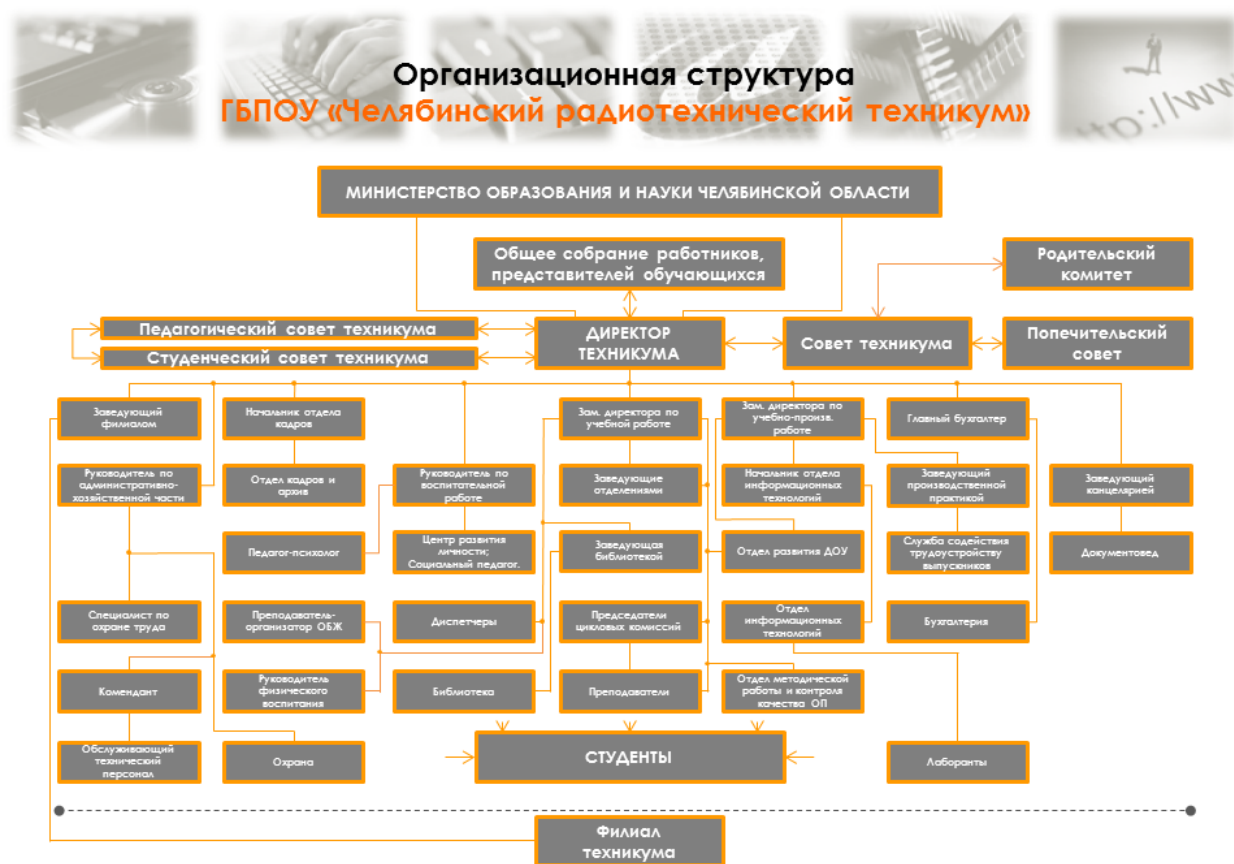 Организационная структура
ГБПОУ «Челябинский радиотехнический техникум»
http://www
МИНИСТЕРСТВО ОБРАЗОВАНИЯ И НАУКИ ЧЕЛЯБИНСКОЙ ОБЛАСТИ
Общее собрание работников,
представителей обучающихся
Родительский
комитет
Педагогический совет техникума
Студенческий совет техникума
ДИРЕКТОР
ТЕХНИКУМА
Совет техникума
Попечительский
совет
Заведующий
филиалом
Начальник отдела
кадров
Зам. директора по
учебной работе
Зам. директора по
учебно-произв.
работе
Главный бухгалтер
Руководитель по
административно-
хозяйственной части
Отдел кадров и
архив
Руководитель по
воспитательной
работе
Заведующие
отделениями
Начальник отдела
информационных
технологий
Заведующий
производственной
практикой
Заведующий
канцелярией
Педагог-психолог
Центр развития
личности;
Социальный педагог.
Заведующая
библиотекой
Отдел развития ДОУ
Служба содействия
трудоустройству
выпускников
Документовед
Специалист по
охране труда
Преподаватель-
организатор ОБЖ
Диспетчеры
Председатели
цикловых комиссий
Отдел
информационных
технологий
Бухгалтерия
Комендант
Руководитель
физического
воспитания
Библиотека
Преподаватели
Отдел методической
работы и контроля
качества ОП
Обслуживающий
технический
персонал
Охрана
СТУДЕНТЫ
Лаборанты
Филиал
техникума